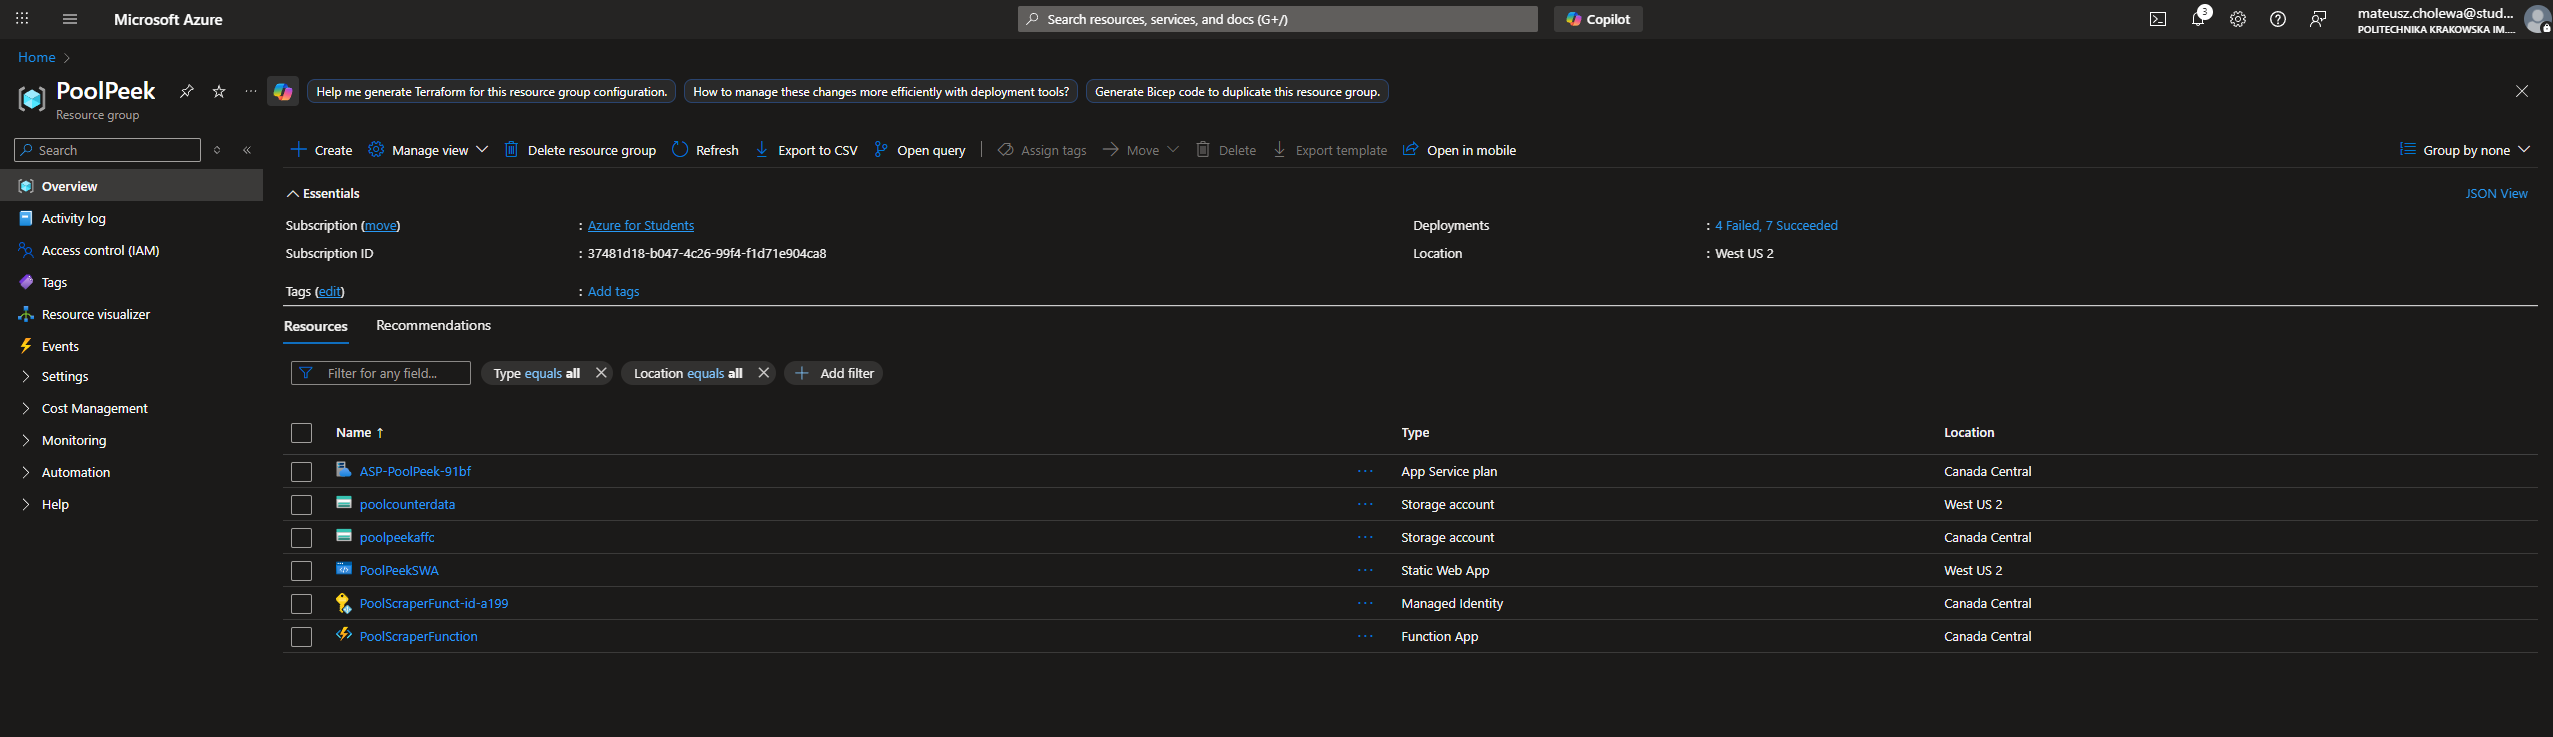 Microsoft Azure
Search resources, services, and docs (G+/)
Copilot
3
mateusz.cholewa@stud...
POLITECHNIKA KRAKOWSKA IM....
Home
PoolPeek
Resource group
Help me generate Terraform for this resource group configuration.
How to manage these changes more efficiently with deployment tools?
Generate Bicep code to duplicate this resource group.
Search
Overview
Activity log
Access control (IAM)
Tags
Resource visualizer
Events
Settings
Cost Management
Monitoring
Automation
Help
Create
Manage view
Delete resource group
Refresh
Export to CSV
Open query
Assign tags
Move
Delete
Export template
Open in mobile
Group by none
Essentials
JSON View
Subscription (move) : Azure for Students
Subscription ID : 37481d18-b047-4c26-99f4-f1d71e904ca8
Tags (edit) : Add tags
Deployments : 4 Failed, 7 Succeeded
Location : West US 2
Resources
Recommendations
Filter for any field...
Type equals all
Location equals all
Add filter
Name ↑ Type Location
ASP-PoolPeek-91bf ... App Service plan Canada Central
poolcounterdata ... Storage account West US 2
poolpeekaffc ... Storage account Canada Central
PoolPeekSWA ... Static Web App West US 2
PoolScraperFunct-id-a199 ... Managed Identity Canada Central
PoolScraperFunction ... Function App Canada Central